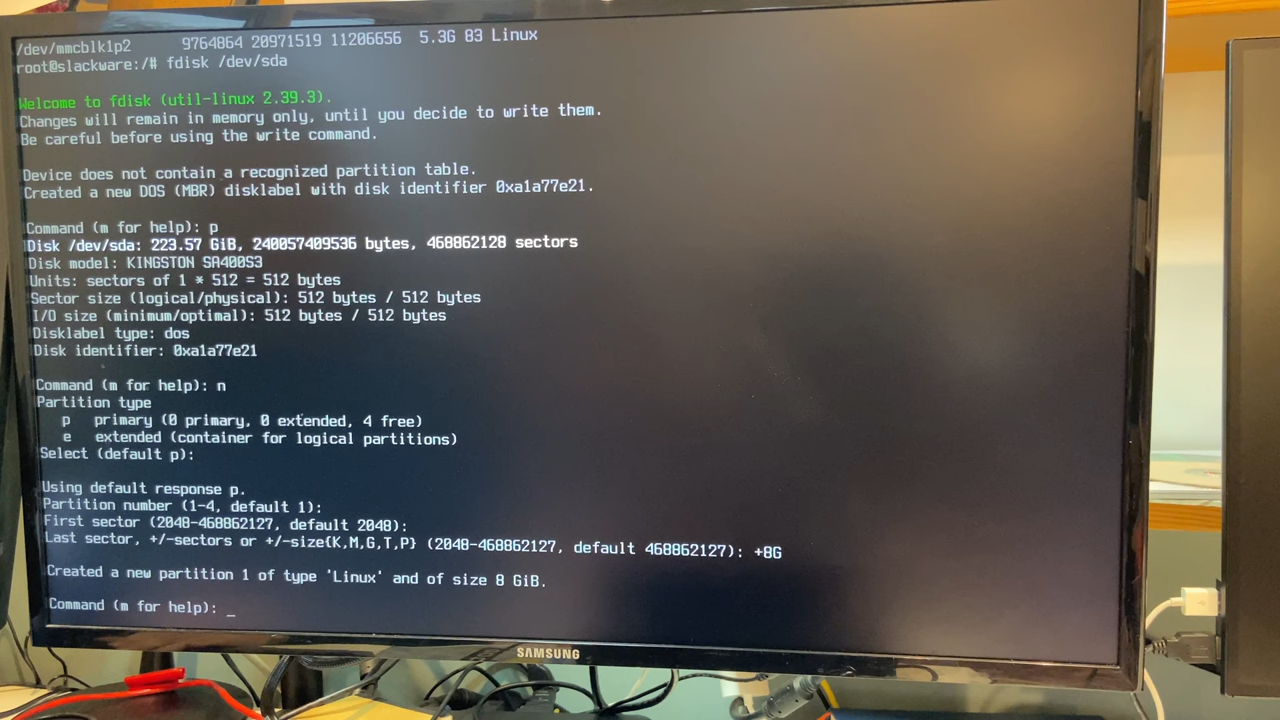 /dev/mmcblk1p2      9764864 20971519 11206656  5.3G 83 Linux
root@slackware:/# fdisk /dev/sda
Welcome to fdisk (util-linux 2.39.3).
Changes will remain in memory only, until you decide to write them.
Be careful before using the write command.
Device does not contain a recognized partition table.
Created a new DOS (MBR) disklabel with disk identifier 0xa1a77e21.
Command (m for help): p
Disk /dev/sda: 223.57 GiB, 240057409536 bytes, 468862128 sectors
Disk model: KINGSTON SA400S3
Units: sectors of 1 * 512 = 512 bytes
Sector size (logical/physical): 512 bytes / 512 bytes
I/O size (minimum/optimal): 512 bytes / 512 bytes
Disklabel type: dos
Disk identifier: 0xa1a77e21
Command (m for help): n
Partition type
   p   primary (0 primary, 0 extended, 4 free)
   e   extended (container for logical partitions)
Select (default p):
Using default response p.
Partition number (1-4, default 1):
First sector (2048-468862127, default 2048):
Last sector, +/-sectors or +/-size{K,M,G,T,P} (2048-468862127, default 468862127): +8G
Created a new partition 1 of type 'Linux' and of size 8 GiB.
Command (m for help): _
SAMSUNG